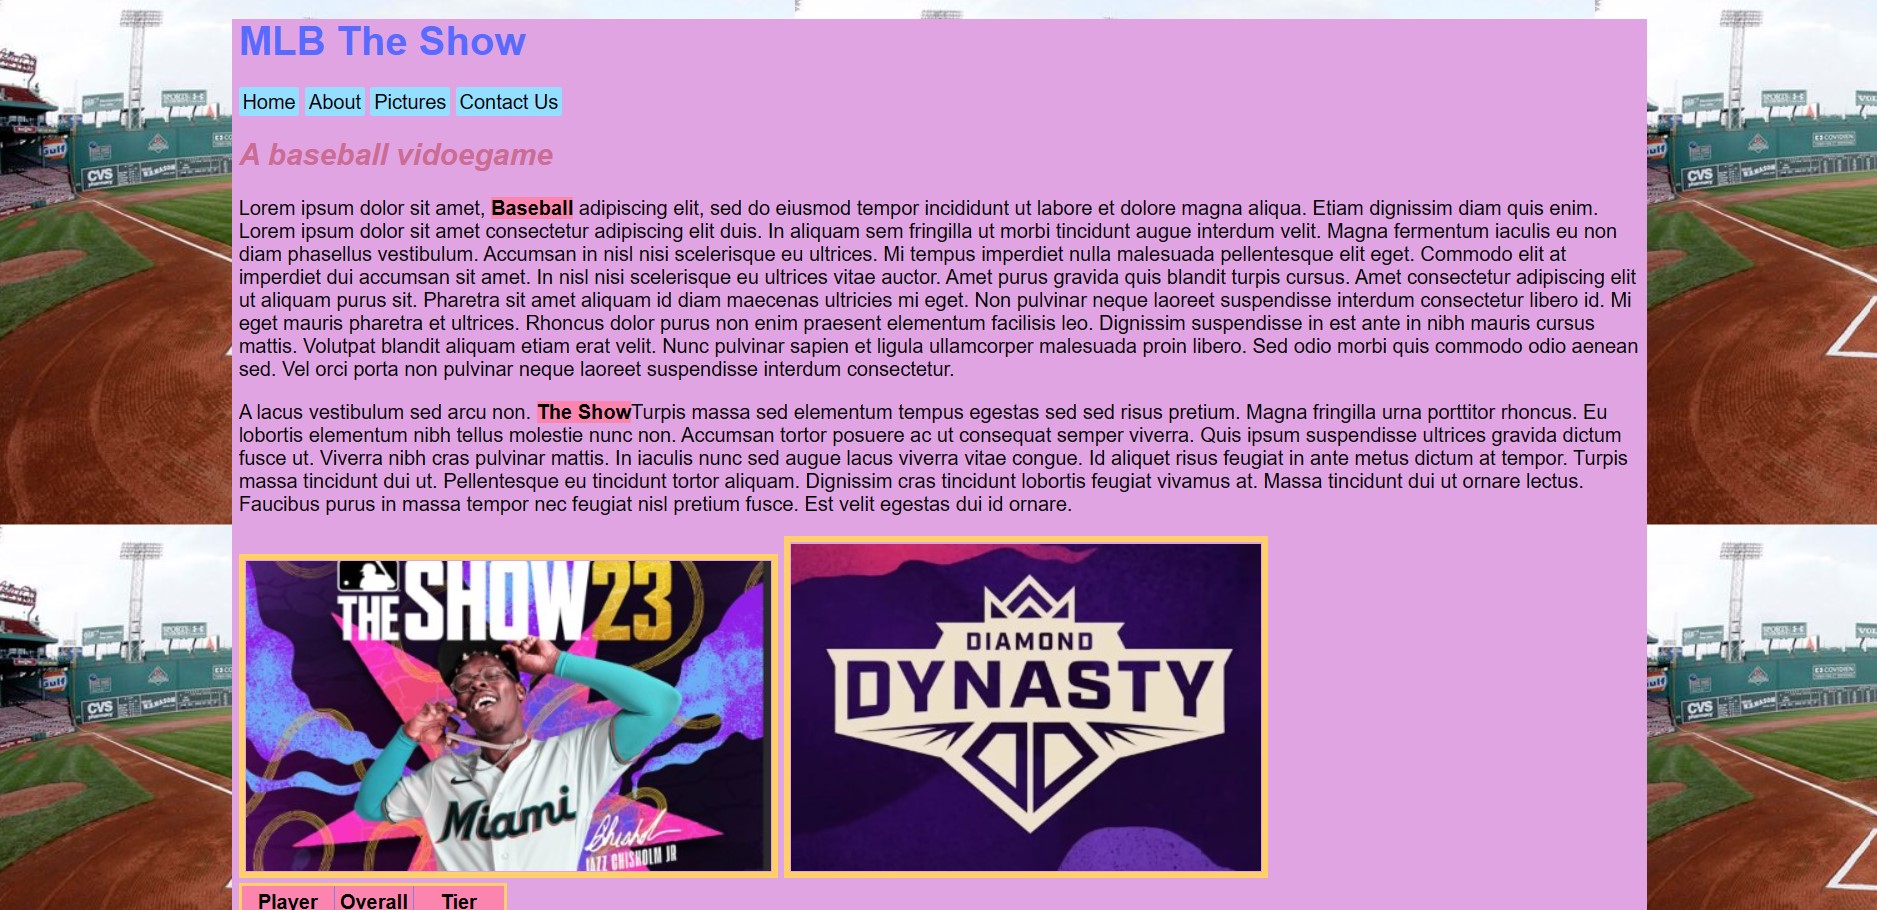 MLB The Show
Home About Pictures Contact Us
A baseball vidoegame
Lorem ipsum dolor sit amet, Baseball adipiscing elit, sed do eiusmod tempor incididunt ut labore et dolore magna aliqua. Etiam dignissim diam quis enim.
Lorem ipsum dolor sit amet consectetur adipiscing elit duis. In aliquam sem fringilla ut morbi tincidunt augue interdum velit. Magna fermentum iaculis eu non
diam phasellus vestibulum. Accumsan in nisl nisi scelerisque eu ultrices. Mi tempus imperdiet nulla malesuada pellentesque elit eget. Commodo elit at
imperdiet dui accumsan sit amet. In nisl nisi scelerisque eu ultrices vitae auctor. Amet purus gravida quis blandit turpis cursus. Amet consectetur adipiscing elit
ut aliquam purus sit. Pharetra sit amet aliquam id diam maecenas ultricies mi eget. Non pulvinar neque laoreet suspendisse interdum consectetur libero id. Mi
eget mauris pharetra et ultrices. Rhoncus dolor purus non enim praesent elementum facilisis leo. Dignissim suspendisse in est ante in nibh mauris cursus
mattis. Volutpat blandit aliquam etiam erat velit. Nunc pulvinar sapien et ligula ullamcorper malesuada proin libero. Sed odio morbi quis commodo odio aenean
sed. Vel orci porta non pulvinar neque laoreet suspendisse interdum consectetur.
A lacus vestibulum sed arcu non. The ShowTurpis massa sed elementum tempus egestas sed sed risus pretium. Magna fringilla urna porttitor rhoncus. Eu
lobortis elementum nibh tellus molestie nunc non. Accumsan tortor posuere ac ut consequat semper viverra. Quis ipsum suspendisse ultrices gravida dictum
fusce ut. Viverra nibh cras pulvinar mattis. In iaculis nunc sed augue lacus viverra vitae congue. Id aliquet risus feugiat in ante metus dictum at tempor. Turpis
massa tincidunt dui ut. Pellentesque eu tincidunt tortor aliquam. Dignissim cras tincidunt lobortis feugiat vivamus at. Massa tincidunt dui ut ornare lectus.
Faucibus purus in massa tempor nec feugiat nisl pretium fusce. Est velit egestas dui id ornare.
THE SHOW 23
Miami
Chisholm
JAZZ CHISHOLM JR
DIAMOND
DYNASTY
Player Overall Tier
Gulf
CVS
pharmacy
COVIDIEN
Gulf
CVS
pharmacy
COVIDIEN